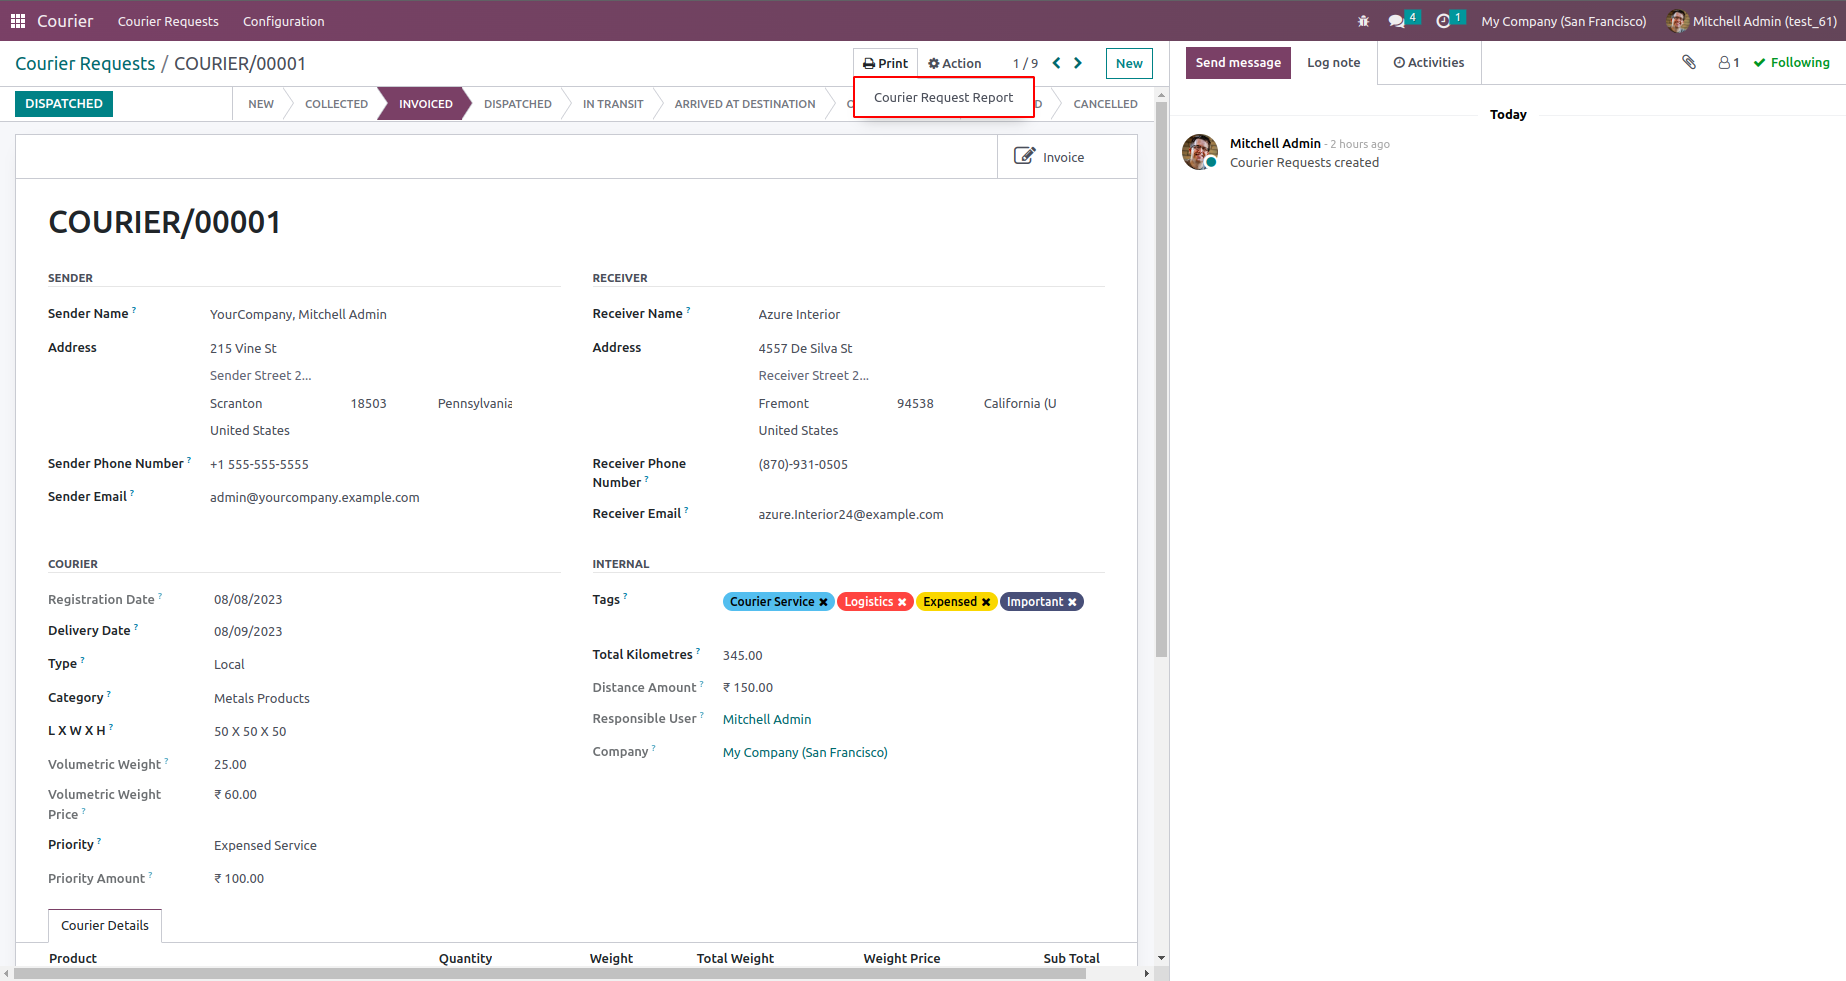 Courier Courier Requests Configuration 4 1 My Company (San Francisco) Mitchell Admin (test_61)
Courier Requests / COURIER/00001 Print Action 1 / 9 New
Courier Request Report
DISPATCHED NEW COLLECTED INVOICED DISPATCHED IN TRANSIT ARRIVED AT DESTINATION CANCELLED
Invoice
COURIER/00001
SENDER
Sender Name ? YourCompany, Mitchell Admin
Address 215 Vine St
Sender Street 2...
Scranton 18503 Pennsylvania
United States
Sender Phone Number ? +1 555-555-5555
Sender Email ? admin@yourcompany.example.com
RECEIVER
Receiver Name ? Azure Interior
Address 4557 De Silva St
Receiver Street 2...
Fremont 94538 California (U
United States
Receiver Phone Number ? (870)-931-0505
Receiver Email ? azure.Interior24@example.com
COURIER
Registration Date ? 08/08/2023
Delivery Date ? 08/09/2023
Type ? Local
Category ? Metals Products
L X W X H ? 50 X 50 X 50
Volumetric Weight ? 25.00
Volumetric Weight Price ? ₹ 60.00
Priority ? Expensed Service
Priority Amount ? ₹ 100.00
INTERNAL
Tags ? Courier Service Logistics Expensed Important
Total Kilometres ? 345.00
Distance Amount ? ₹ 150.00
Responsible User ? Mitchell Admin
Company ? My Company (San Francisco)
Courier Details
Product Quantity Weight Total Weight Weight Price Sub Total
Send message Log note Activities 1 Following
Today
Mitchell Admin - 2 hours ago
Courier Requests created